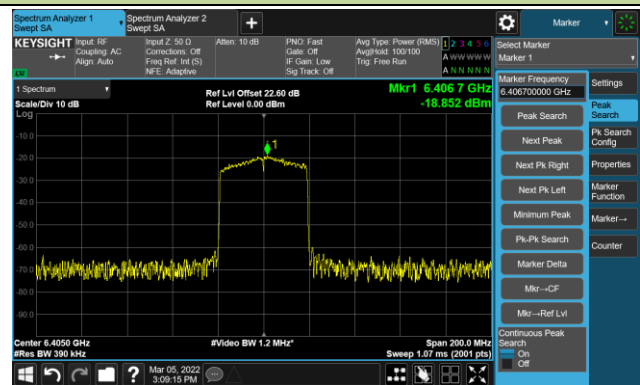 Spectrum Analyzer 1
Swept SA
Spectrum Analyzer 2
Swept SA
Marker
KEYSIGHT
Input: RF
Coupling: AC
Align: Auto
Input Z: 50 Ω
Corrections: Off
Freq Ref: Int (S)
NFE: Adaptive
Atten: 10 dB
PNO: Fast
Gate: Off
IF Gain: Low
Sig Track: Off
Avg Type: Power (RMS)
Avg|Hold: 100/100
Trig: Free Run
1 2 3 4 5 6
A W W W W W
A N N N N N
Select Marker
Marker 1
1 Spectrum
Scale/Div 10 dB
Log
Ref Lvl Offset 22.60 dB
Ref Level 0.00 dBm
Mkr1 6.406 7 GHz
-18.852 dBm
1
-10.0
-20.0
-30.0
-40.0
-50.0
-60.0
-70.0
-80.0
-90.0
Center 6.4050 GHz
#Res BW 390 kHz
#Video BW 1.2 MHz*
Span 200.0 MHz
Sweep 1.07 ms (2001 pts)
Marker Frequency
6.406700000 GHz
Peak Search
Next Peak
Next Pk Right
Next Pk Left
Minimum Peak
Pk-Pk Search
Marker Delta
Mkr→CF
Mkr→Ref Lvl
Continuous Peak
Search
On
Off
Settings
Peak
Search
Pk Search
Config
Properties
Marker
Function
Marker→
Counter
?
Mar 05, 2022
3:09:15 PM